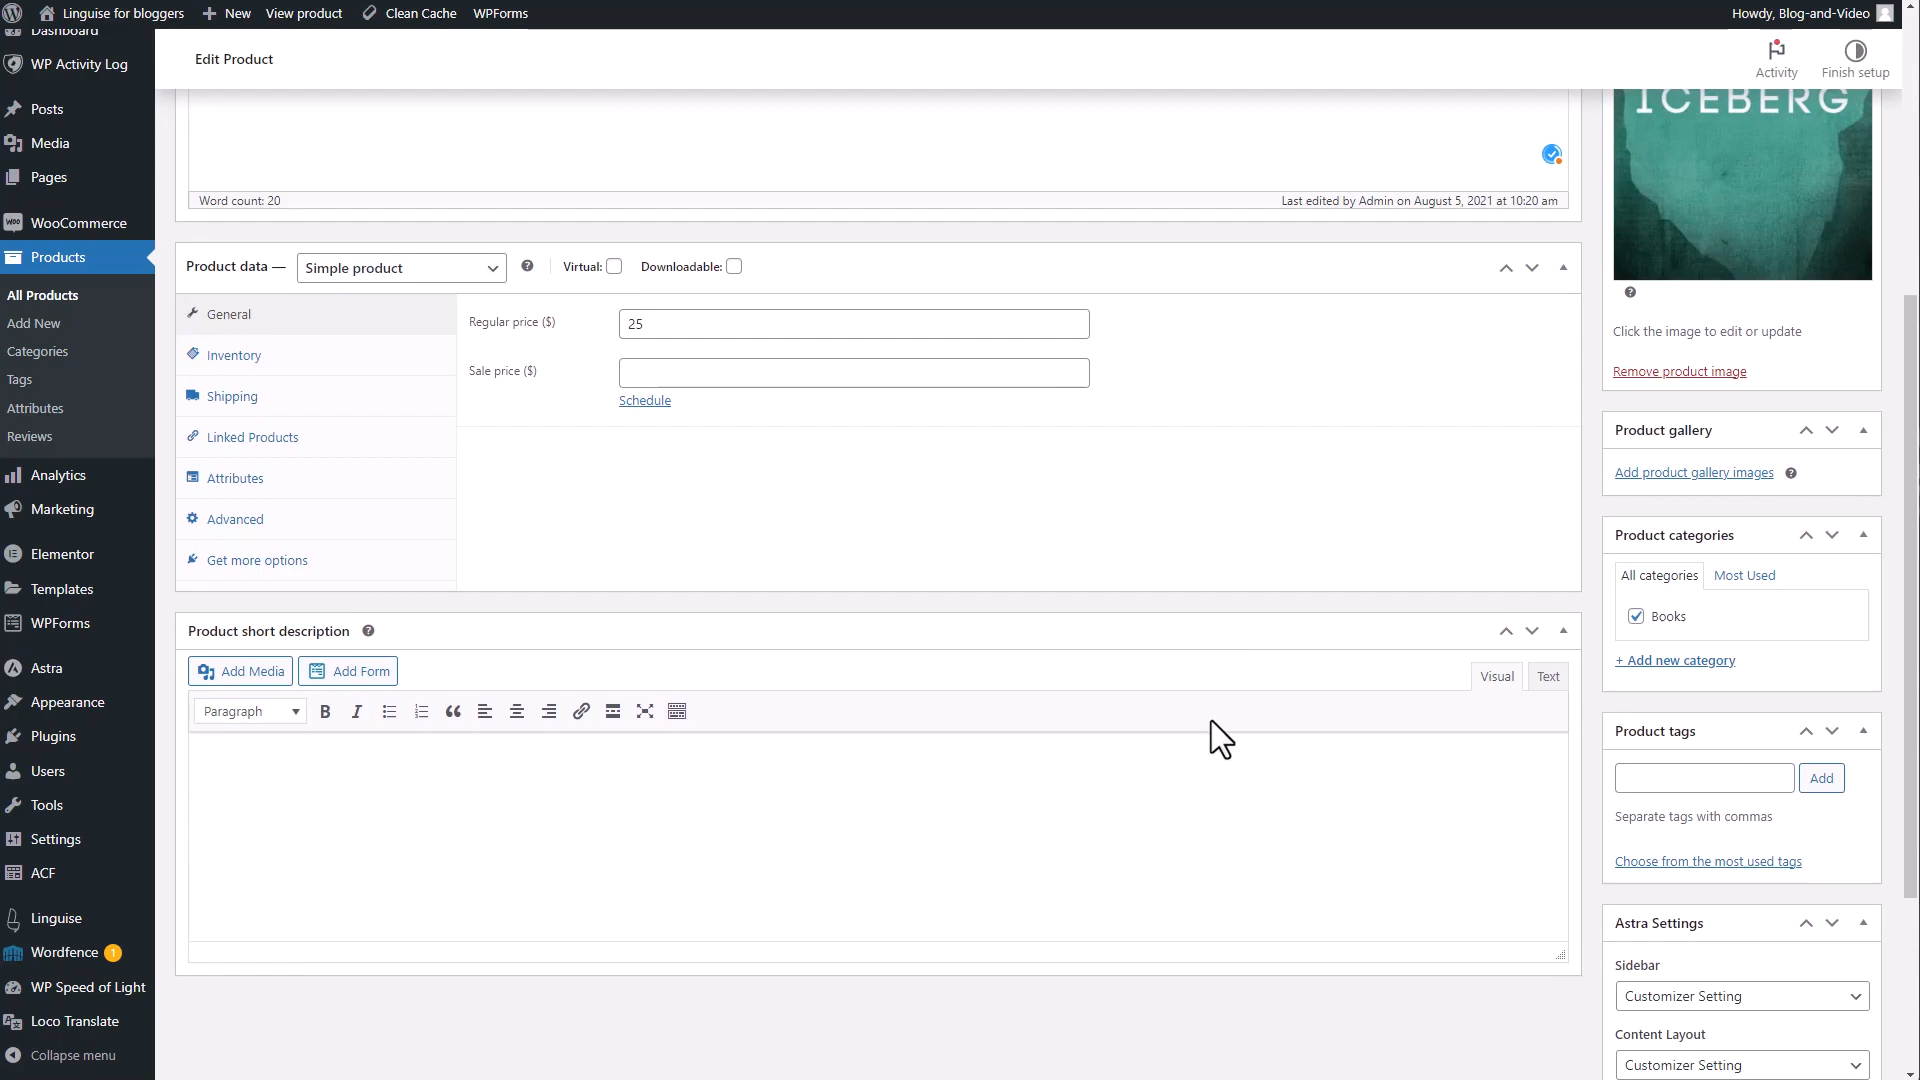 Linguise for bloggers
New
View product
Clean Cache
WPForms
Howdy, Blog-and-Video
Dashboard
WP Activity Log
Posts
Media
Pages
WooCommerce
Products
All Products
Add New
Categories
Tags
Attributes
Reviews
Analytics
Marketing
Elementor
Templates
WPForms
Astra
Appearance
Plugins
Users
Tools
Settings
ACF
Linguise
Wordfence 1
WP Speed of Light
Loco Translate
Collapse menu
Edit Product
Activity
Finish setup
Word count: 20
Last edited by Admin on August 5, 2021 at 10:20 am
Product data —
Simple product
Virtual:
Downloadable:
General
Inventory
Shipping
Linked Products
Attributes
Advanced
Get more options
Regular price ($)
25
Sale price ($)
Schedule
Product short description
Add Media
Add Form
Visual
Text
Paragraph
ICEBERG
Click the image to edit or update
Remove product image
Product gallery
Add product gallery images
Product categories
All categories
Most Used
Books
+ Add new category
Product tags
Add
Separate tags with commas
Choose from the most used tags
Astra Settings
Sidebar
Customizer Setting
Content Layout
Customizer Setting